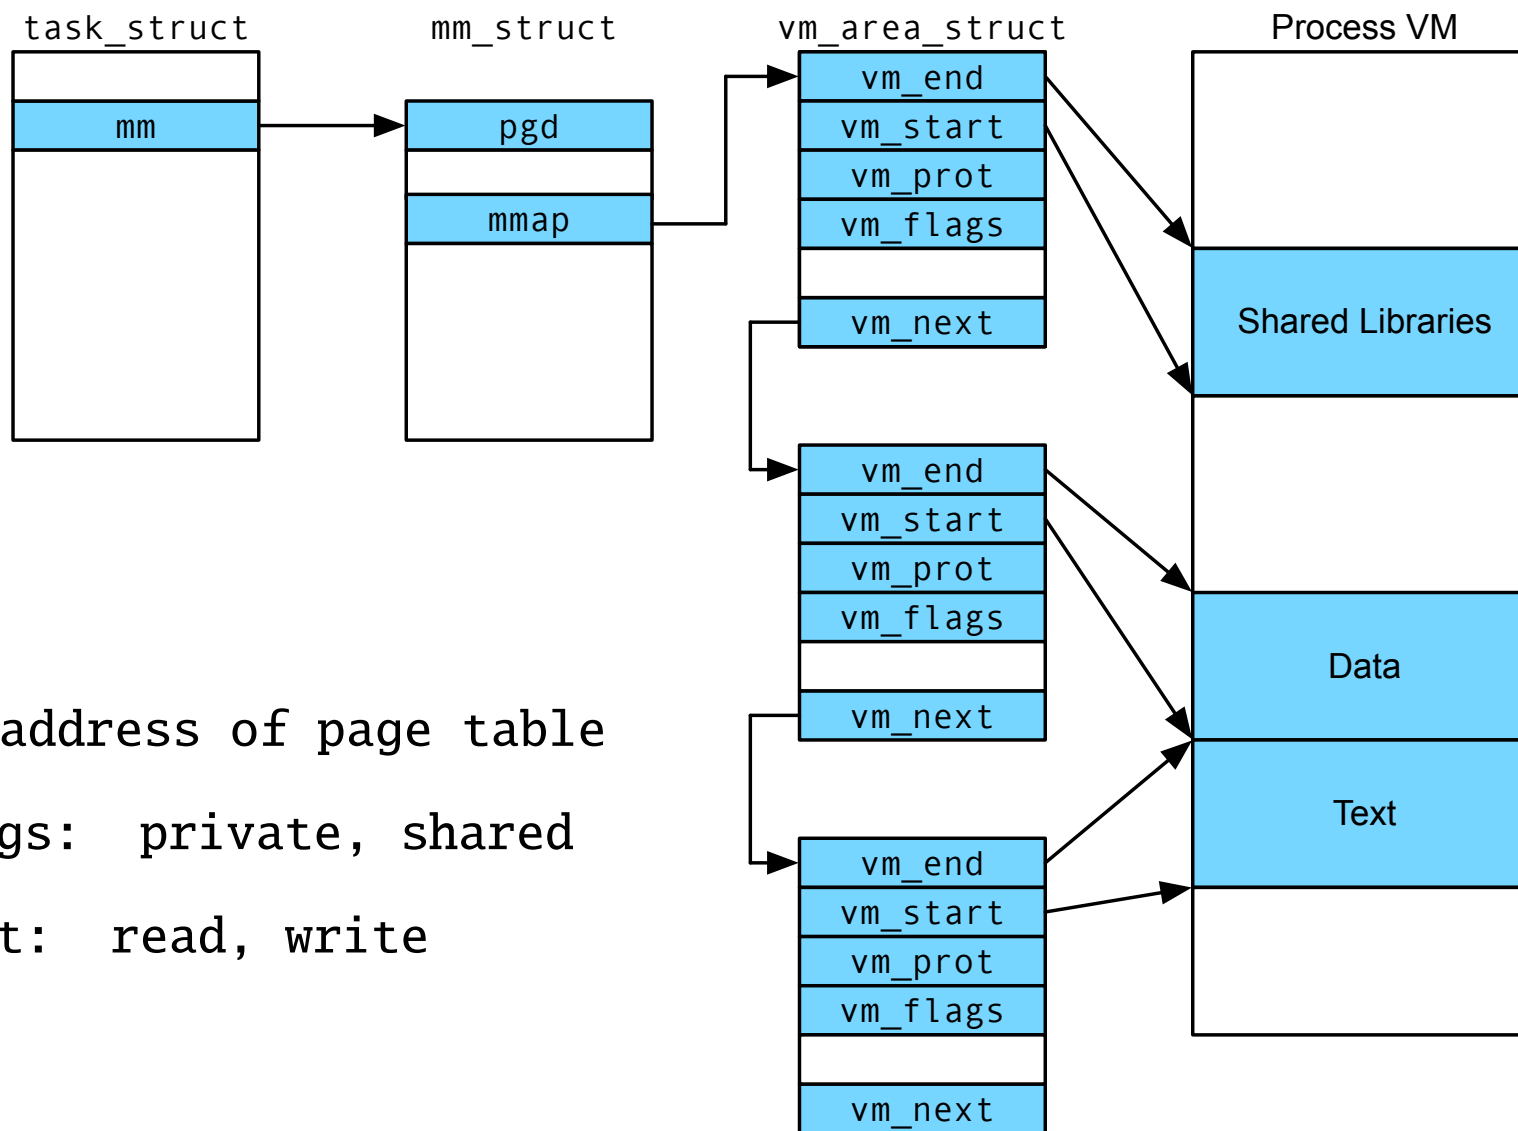 task_struct
mm
mm_struct
pgd
mmap
vm_area_struct
vm_end
vm_start
vm_prot
vm_flags
vm_next
vm_end
vm_start
vm_prot
vm_flags
vm_next
vm_end
vm_start
vm_prot
vm_flags
vm_next
Process VM
Shared Libraries
Data
Text
address of page table
gs: private, shared
t: read, write